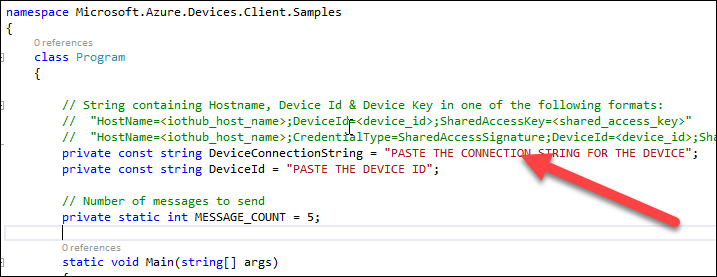 namespace Microsoft.Azure.Devices.Client.Samples
{
0 references
class Program
{
// String containing Hostname, Device Id & Device Key in one of the following formats:
//  "HostName=<iothub_host_name>;DeviceId=<device_id>;SharedAccessKey=<shared_access_key>"
//  "HostName=<iothub_host_name>;CredentialType=SharedAccessSignature;DeviceId=<device_id>;Sha
private const string DeviceConnectionString = "PASTE THE CONNECTION STRING FOR THE DEVICE";
private const string DeviceId = "PASTE THE DEVICE ID";
// Number of messages to send
private static int MESSAGE_COUNT = 5;
0 references
static void Main(string[] args)
{